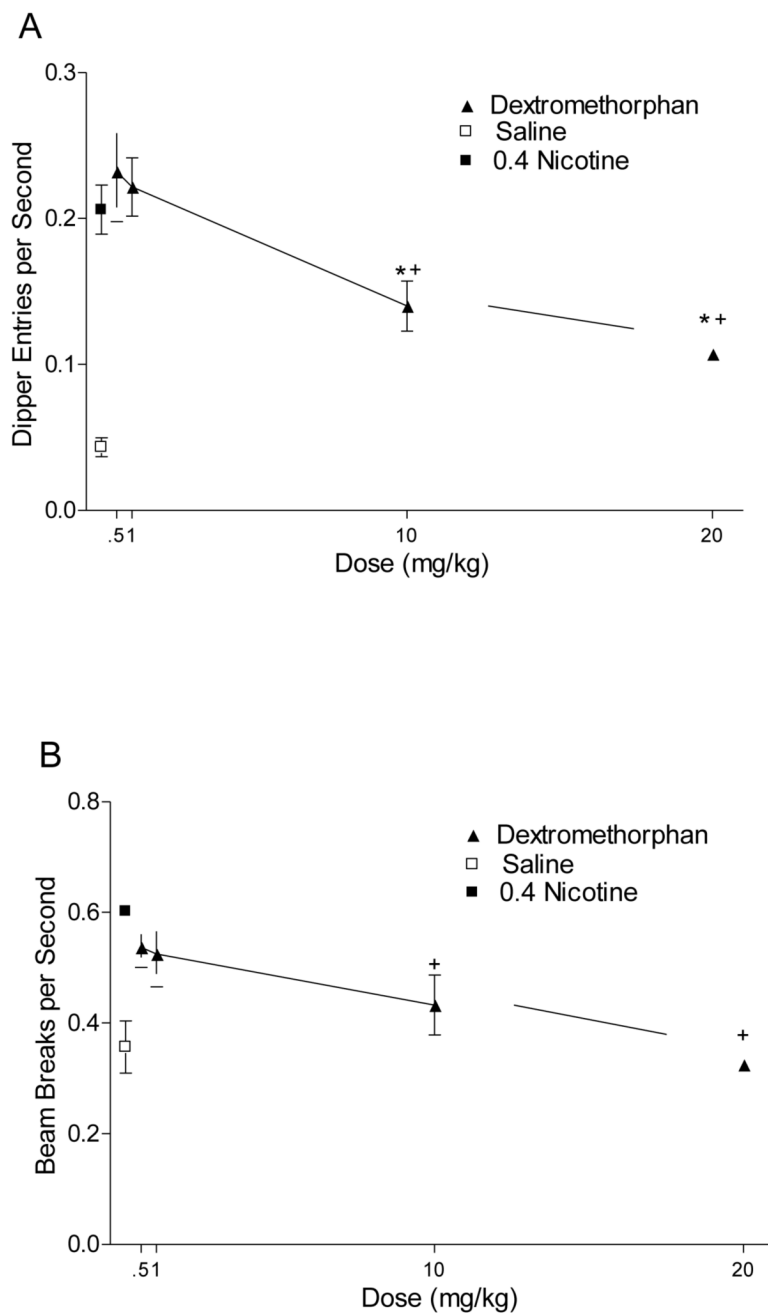 A
0.3
0.2
0.1
0.0
Dipper Entries per Second
Dextromethorphan
Saline
0.4 Nicotine
*+
*+
.51
10
20
Dose (mg/kg)
B
0.8
0.6
0.4
0.2
0.0
Beam Breaks per Second
Dextromethorphan
Saline
0.4 Nicotine
+
+
.51
10
20
Dose (mg/kg)